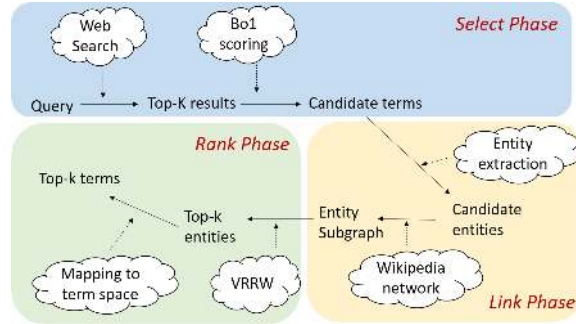 Web
Search
Bo1
scoring
Select Phase
Query
Top-K results
Candidate terms
Rank Phase
Entity
extraction
Top-k terms
Top-k
entities
Entity
Subgraph
Candidate
entities
Mapping to
term space
VRRW
Wikipedia
network
Link Phase